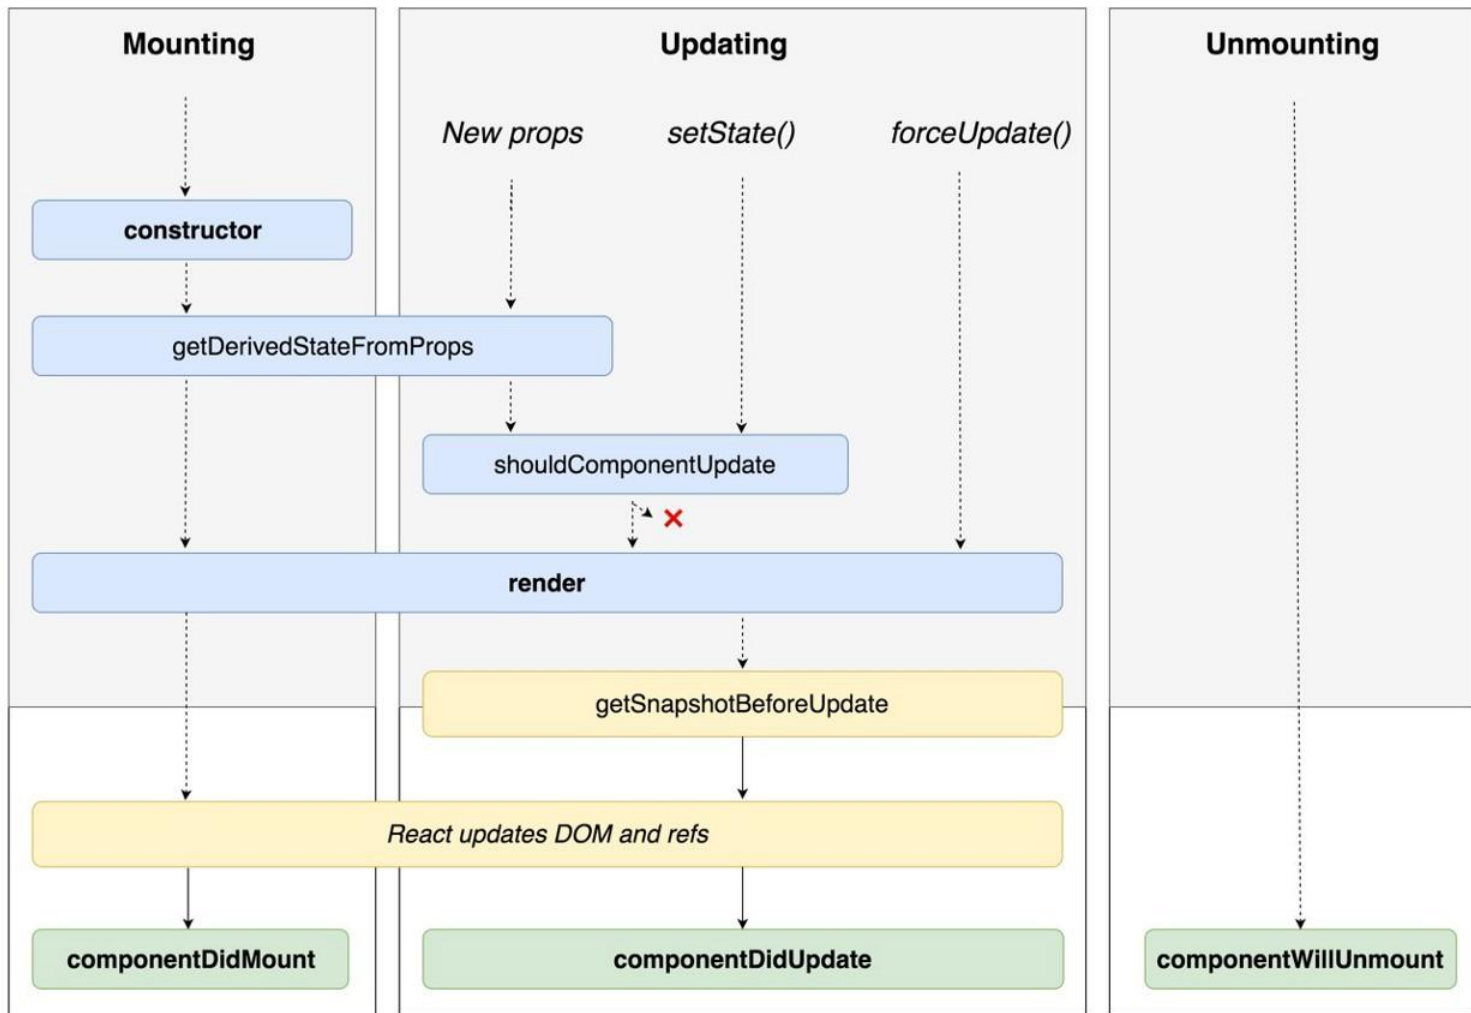 Mounting
Updating
Unmounting
New props
setState()
forceUpdate()
constructor
getDerivedStateFromProps
shouldComponentUpdate
render
getSnapshotBeforeUpdate
React updates DOM and refs
componentDidMount
componentDidUpdate
componentWillUnmount